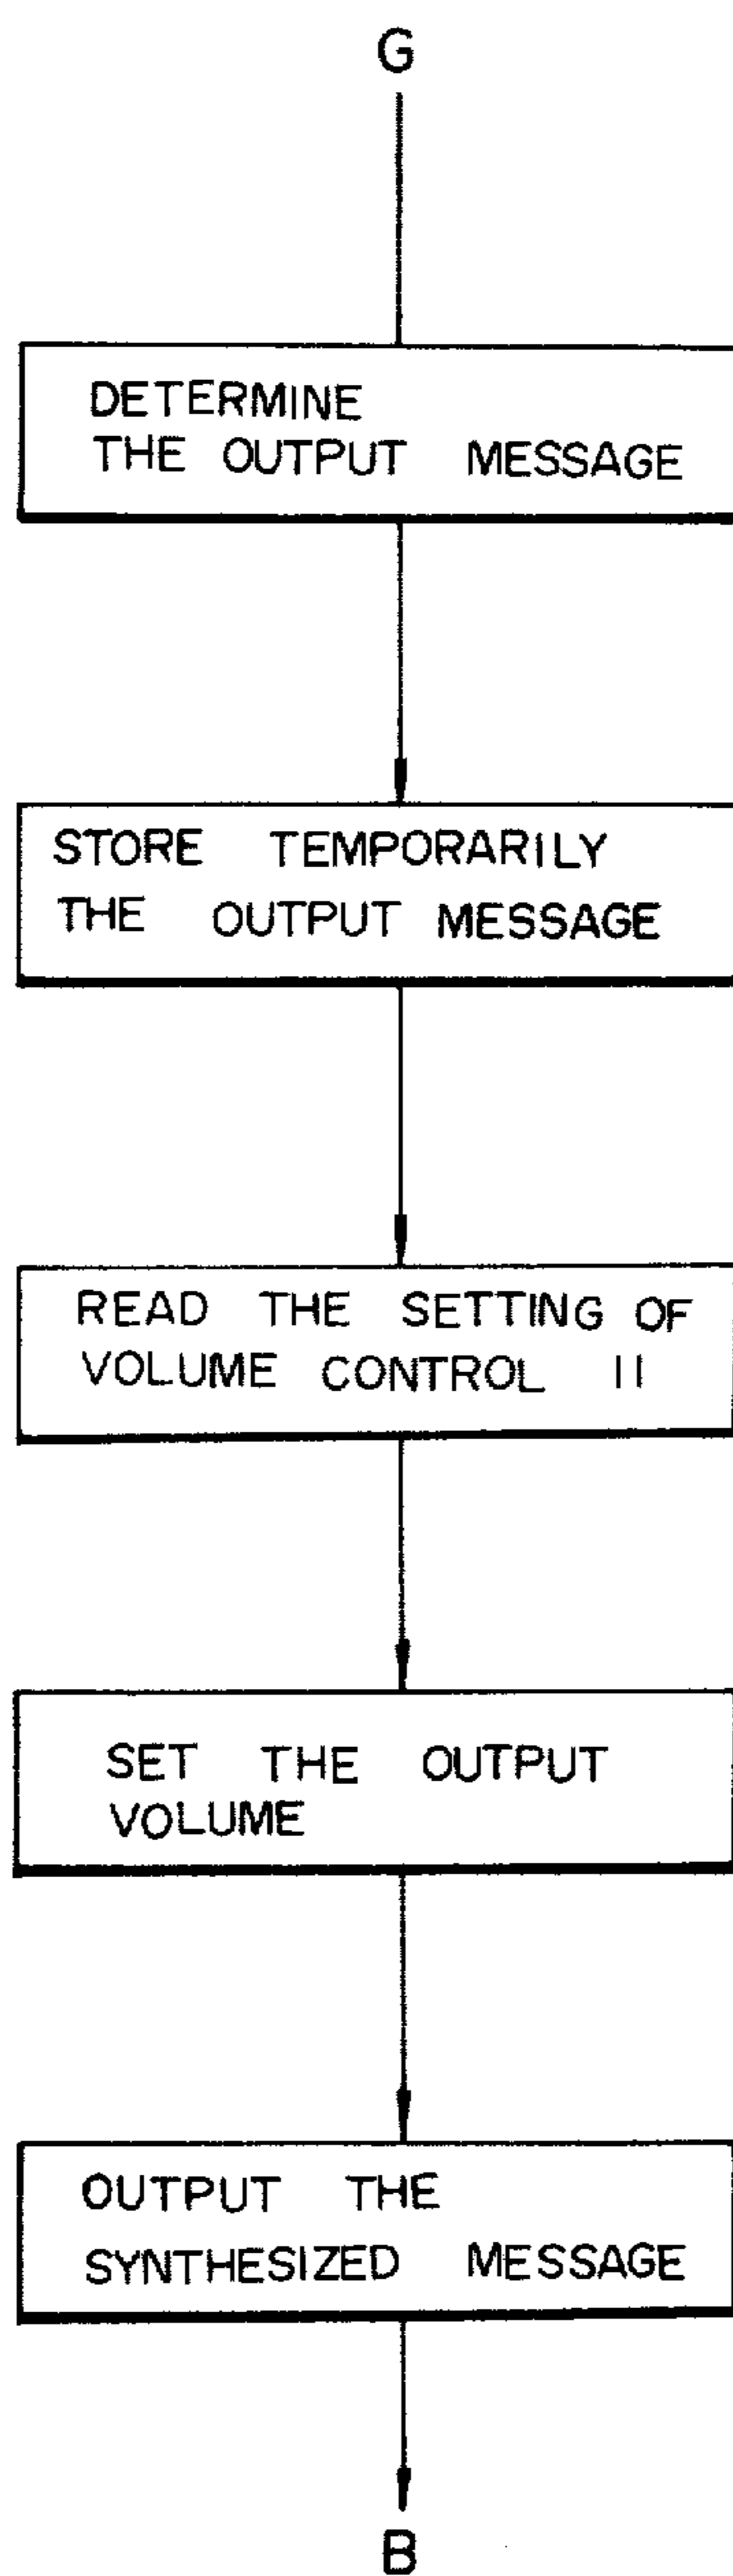 G
DETERMINE
THE OUTPUT MESSAGE
STORE TEMPORARILY
THE OUTPUT MESSAGE
READ THE SETTING OF
VOLUME CONTROL 11
SET THE OUTPUT
VOLUME
OUTPUT THE
SYNTHESIZED MESSAGE
B